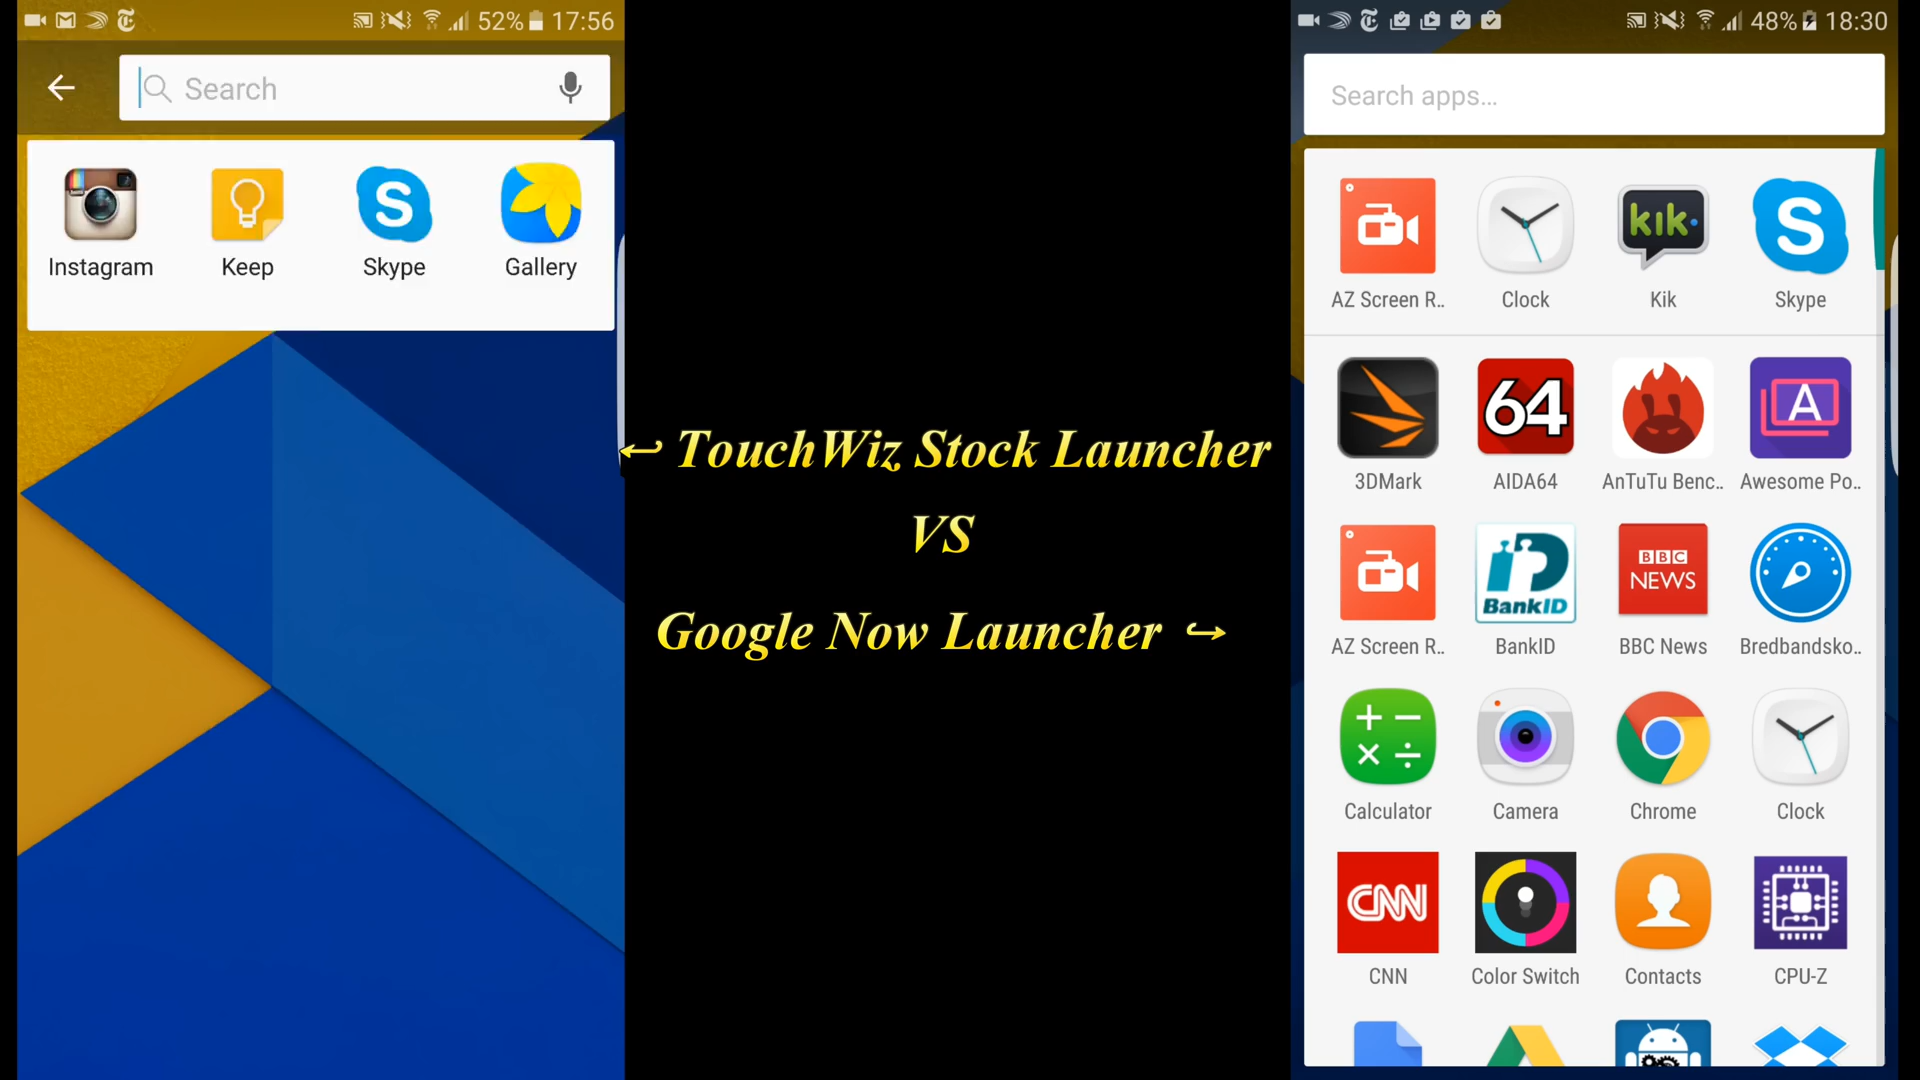 52% 17:56
Search
Instagram Keep Skype Gallery
↩ TouchWiz Stock Launcher
VS
Google Now Launcher ↪
48% 18:30
Search apps...
kik.
AZ Screen R.. Clock Kik Skype
64
A
3DMark AIDA64 AnTuTu Benc.. Awesome Po..
BankID
BBC
NEWS
AZ Screen R.. BankID BBC News Bredbandsko..
Calculator Camera Chrome Clock
CNN
CNN Color Switch Contacts CPU-Z